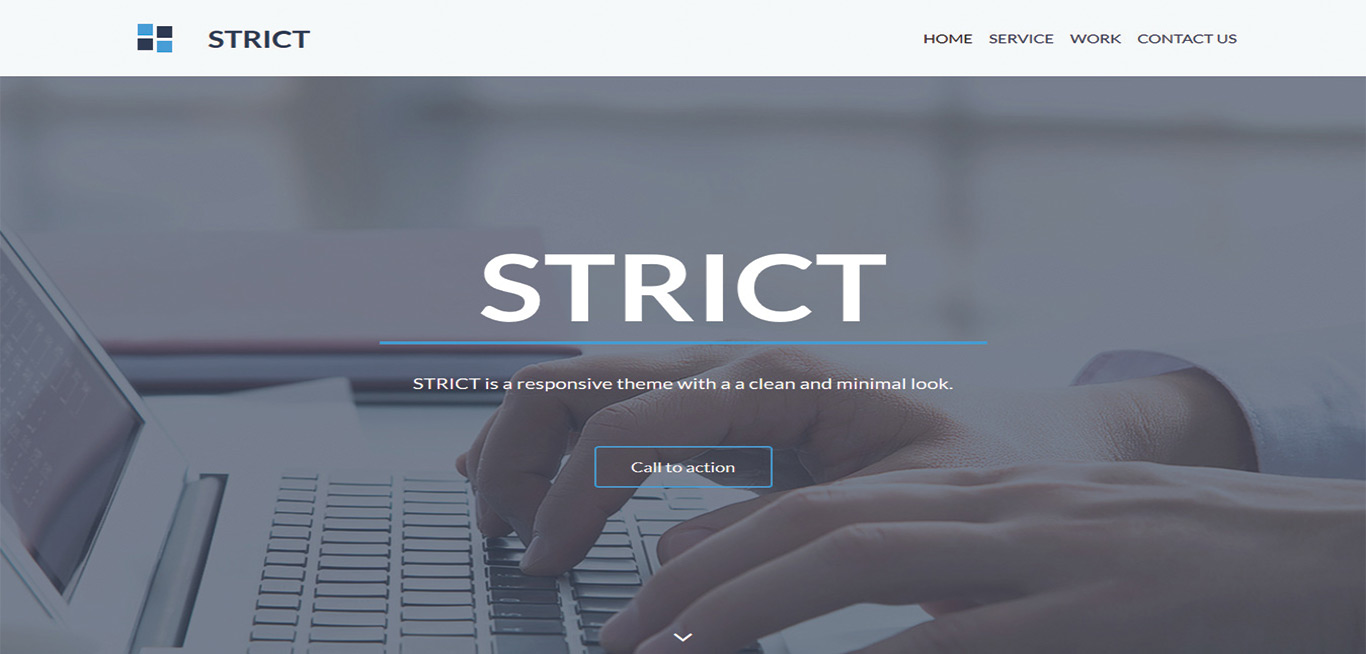 STRICT
HOME SERVICE WORK CONTACT US
STRICT
STRICT is a responsive theme with a a clean and minimal look.
Call to action